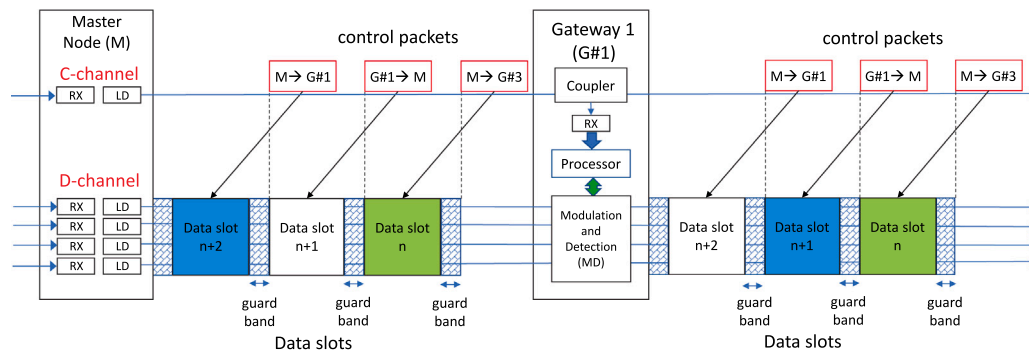 Master
Node (M)
C-channel
RX LD
D-channel
RX LD
RX LD
RX LD
RX LD
control packets
M→ G#1 G#1→ M M→ G#3
Data slot
n+2
Data slot
n+1
Data slot
n
guard
band
guard
band
guard
band
Data slots
Gateway 1
(G#1)
Coupler
RX
Processor
Modulation
and
Detection
(MD)
control packets
M→ G#1 G#1→ M M→ G#3
Data slot
n+2
Data slot
n+1
Data slot
n
guard
band
guard
band
guard
band
Data slots